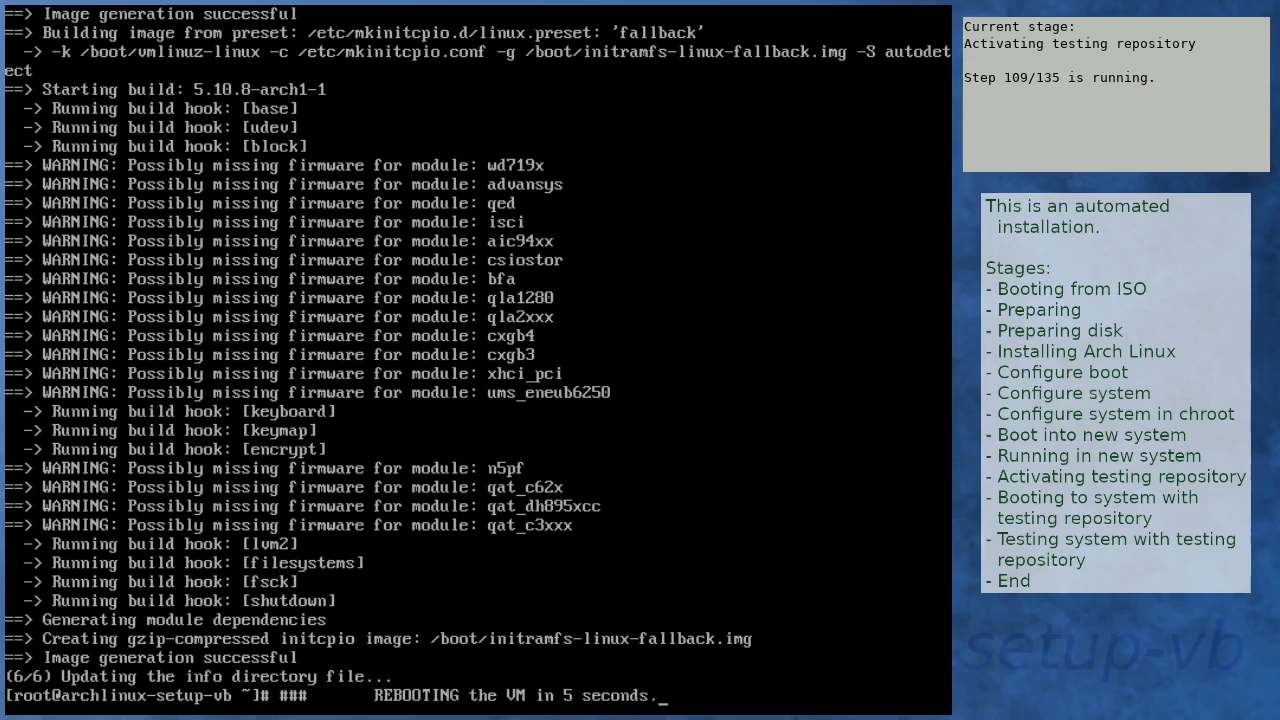 ==> Image generation successful
==> Building image from preset: /etc/mkinitcpio.d/linux.preset: 'fallback'
  -> -k /boot/vmlinuz-linux -c /etc/mkinitcpio.conf -g /boot/initramfs-linux-fallback.img -S autodet
ect
==> Starting build: 5.10.8-arch1-1
  -> Running build hook: [base]
  -> Running build hook: [udev]
  -> Running build hook: [block]
==> WARNING: Possibly missing firmware for module: wd719x
==> WARNING: Possibly missing firmware for module: advansys
==> WARNING: Possibly missing firmware for module: qed
==> WARNING: Possibly missing firmware for module: isci
==> WARNING: Possibly missing firmware for module: aic94xx
==> WARNING: Possibly missing firmware for module: csiostor
==> WARNING: Possibly missing firmware for module: bfa
==> WARNING: Possibly missing firmware for module: qla1280
==> WARNING: Possibly missing firmware for module: qla2xxx
==> WARNING: Possibly missing firmware for module: cxgb4
==> WARNING: Possibly missing firmware for module: cxgb3
==> WARNING: Possibly missing firmware for module: xhci_pci
==> WARNING: Possibly missing firmware for module: ums_eneub6250
  -> Running build hook: [keyboard]
  -> Running build hook: [keymap]
  -> Running build hook: [encrypt]
==> WARNING: Possibly missing firmware for module: n5pf
==> WARNING: Possibly missing firmware for module: qat_c62x
==> WARNING: Possibly missing firmware for module: qat_dh895xcc
==> WARNING: Possibly missing firmware for module: qat_c3xxx
  -> Running build hook: [lvm2]
  -> Running build hook: [filesystems]
  -> Running build hook: [fsck]
  -> Running build hook: [shutdown]
==> Generating module dependencies
==> Creating gzip-compressed initcpio image: /boot/initramfs-linux-fallback.img
==> Image generation successful
(6/6) Updating the info directory file...
[root@archlinux-setup-vb ~]# ###       REBOOTING the VM in 5 seconds._
Current stage:
Activating testing repository
Step 109/135 is running.
This is an automated
installation.
Stages:
- Booting from ISO
- Preparing
- Preparing disk
- Installing Arch Linux
- Configure boot
- Configure system
- Configure system in chroot
- Boot into new system
- Running in new system
- Activating testing repository
- Booting to system with
testing repository
- Testing system with testing
repository
- End
setup-vb